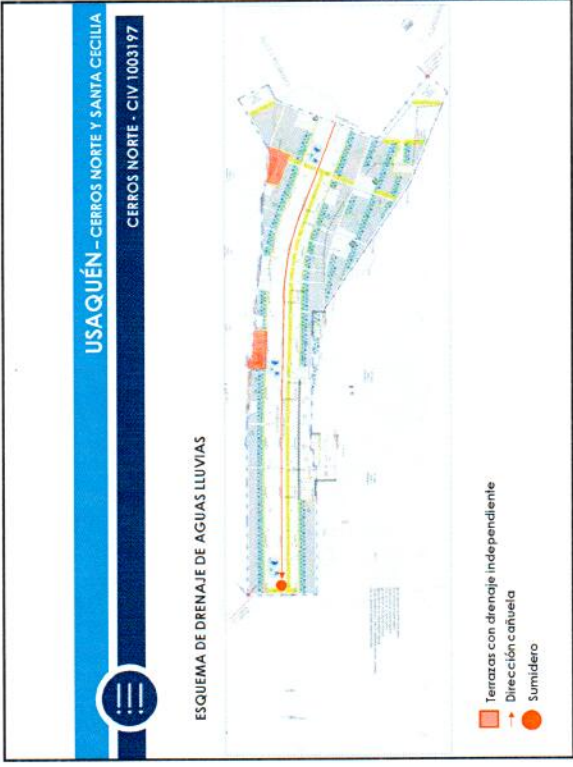 USAQUÉN – CERROS NORTE Y SANTA CECILIA
CERROS NORTE - CIV 1003197
ESQUEMA DE DRENAJE DE AGUAS LLUVIAS
Terrazas con drenaje independiente
Dirección cañuela
Sumidero